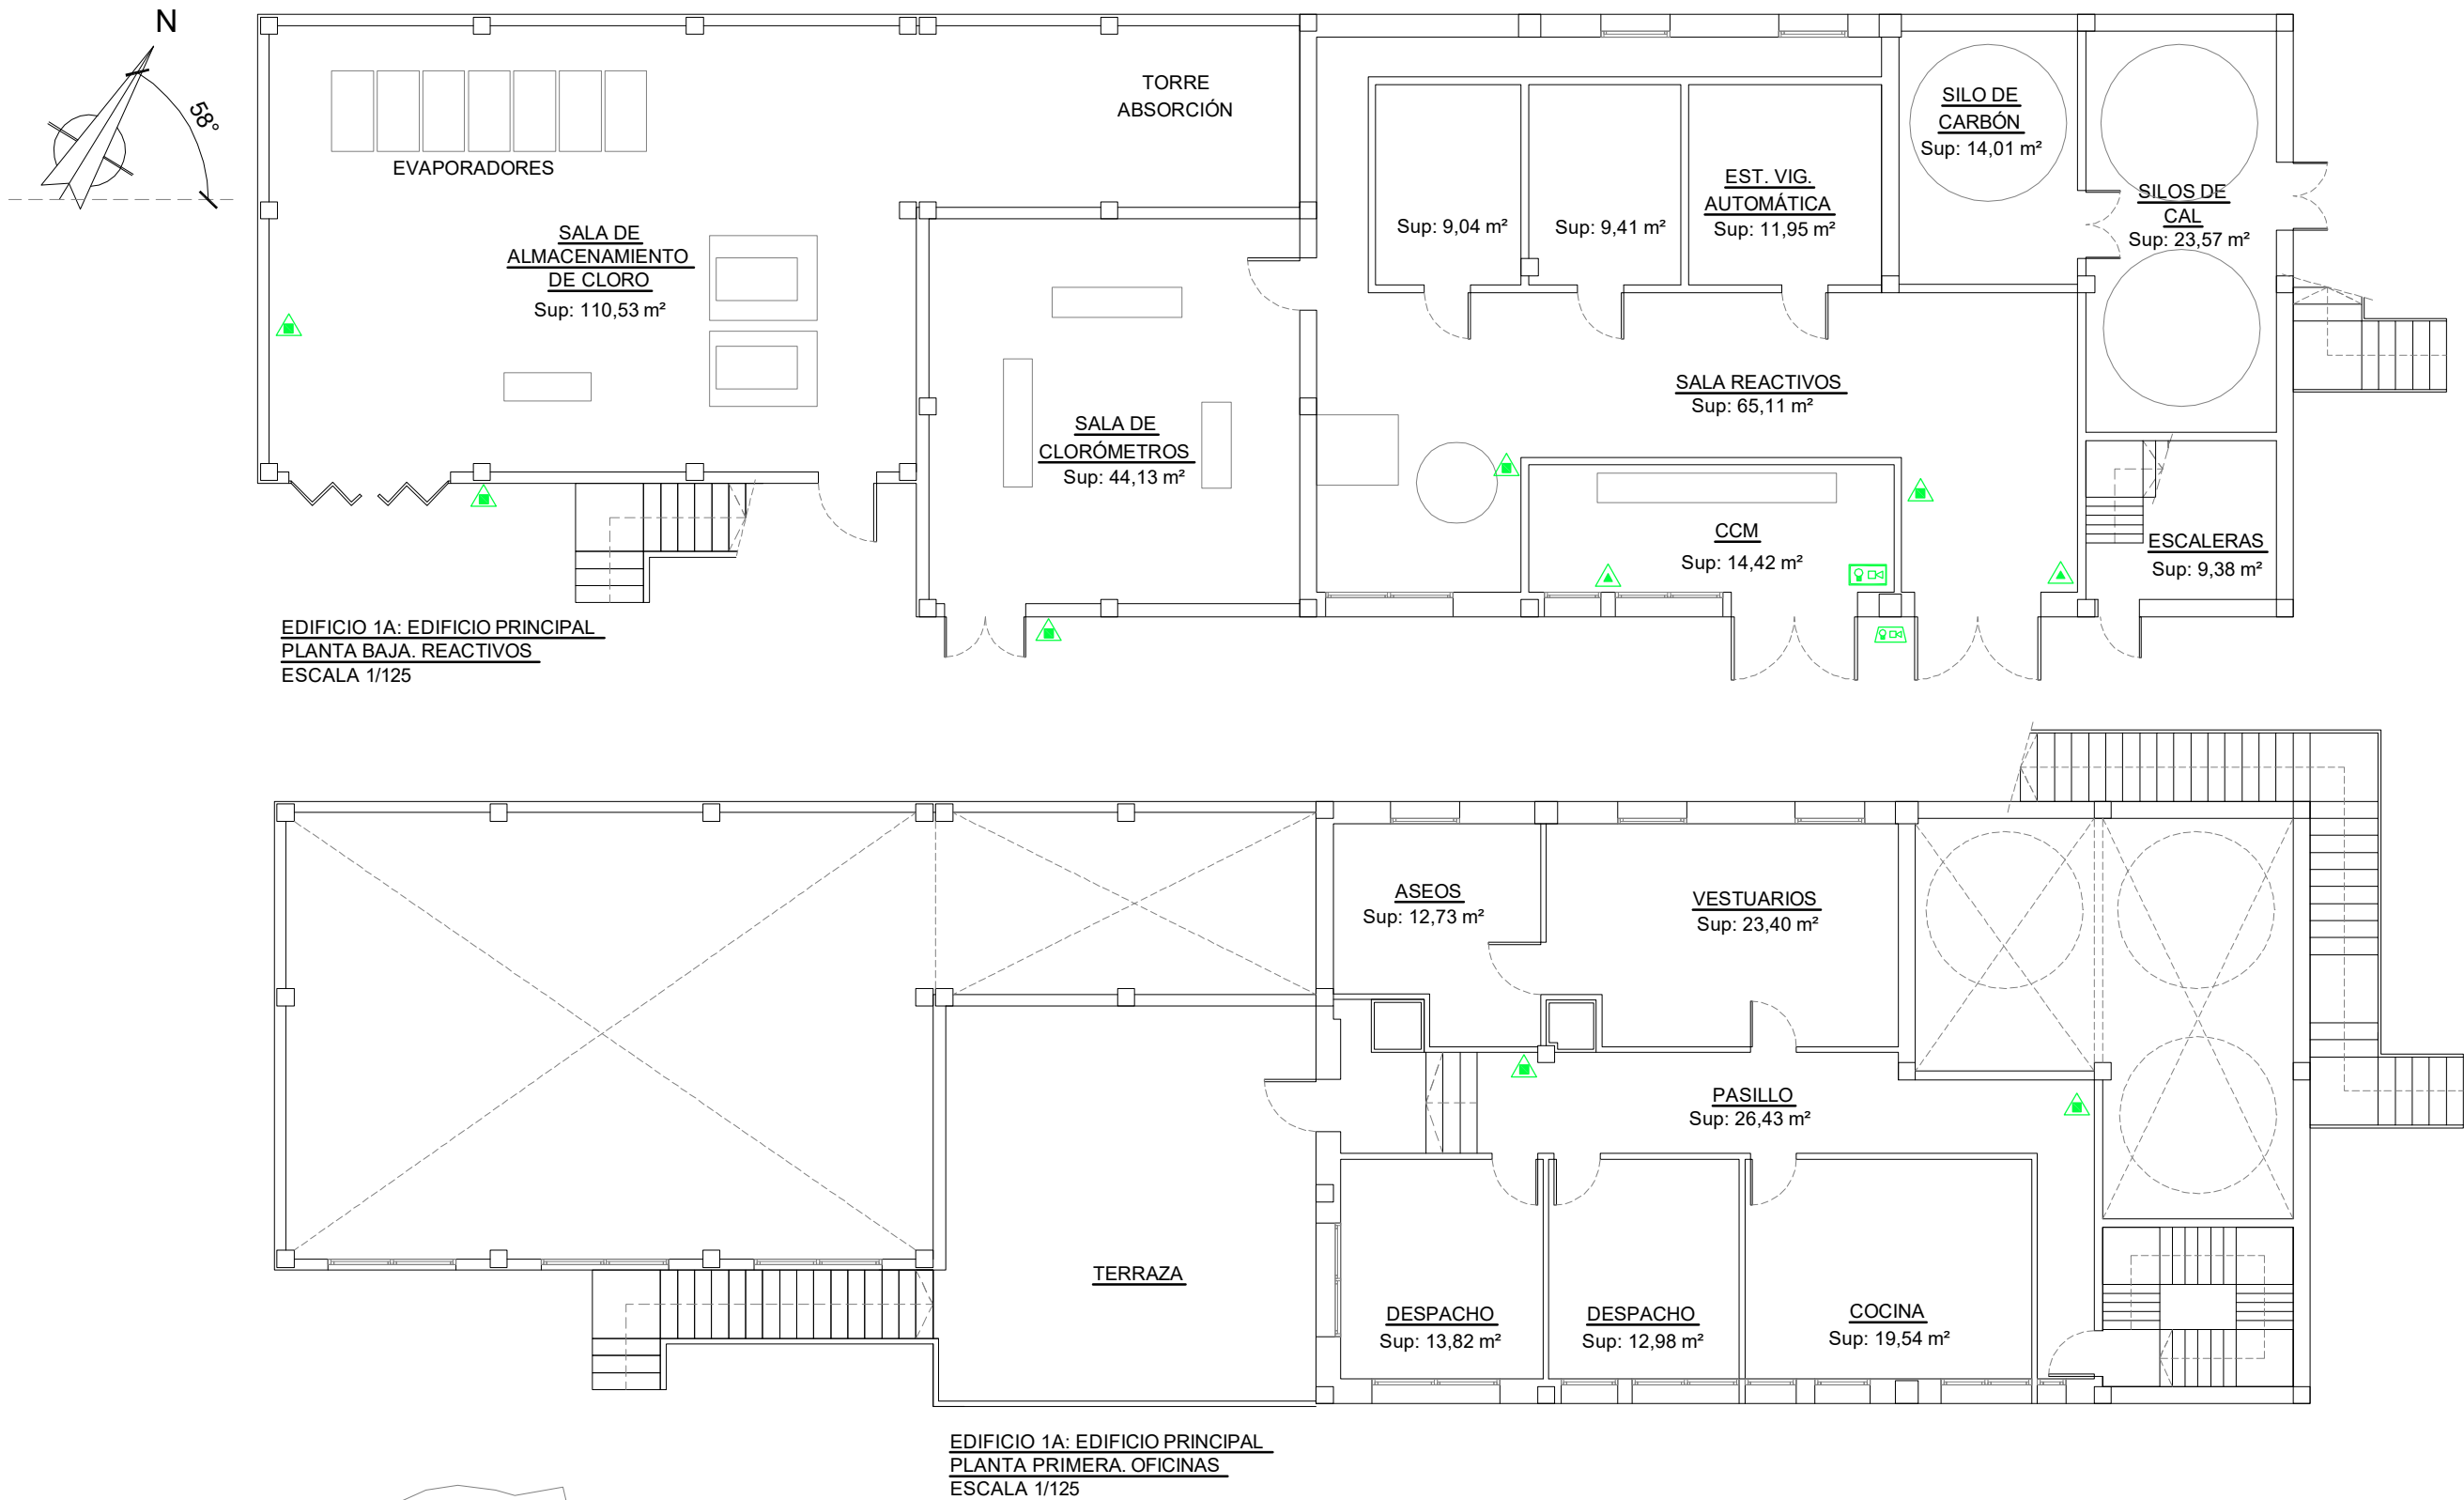 N
58°
EVAPORADORES
TORRE
ABSORCIÓN
SALA DE
ALMACENAMIENTO
DE CLORO
Sup: 110,53 m²
SALA DE
CLORÓMETROS
Sup: 44,13 m²
Sup: 9,04 m²
Sup: 9,41 m²
EST. VIG.
AUTOMÁTICA
Sup: 11,95 m²
SILO DE
CARBÓN
Sup: 14,01 m²
SILOS DE
CAL
Sup: 23,57 m²
SALA REACTIVOS
Sup: 65,11 m²
CCM
Sup: 14,42 m²
ESCALERAS
Sup: 9,38 m²
EDIFICIO 1A: EDIFICIO PRINCIPAL
PLANTA BAJA. REACTIVOS
ESCALA 1/125
ASEOS
Sup: 12,73 m²
VESTUARIOS
Sup: 23,40 m²
PASILLO
Sup: 26,43 m²
TERRAZA
DESPACHO
Sup: 13,82 m²
DESPACHO
Sup: 12,98 m²
COCINA
Sup: 19,54 m²
EDIFICIO 1A: EDIFICIO PRINCIPAL
PLANTA PRIMERA. OFICINAS
ESCALA 1/125